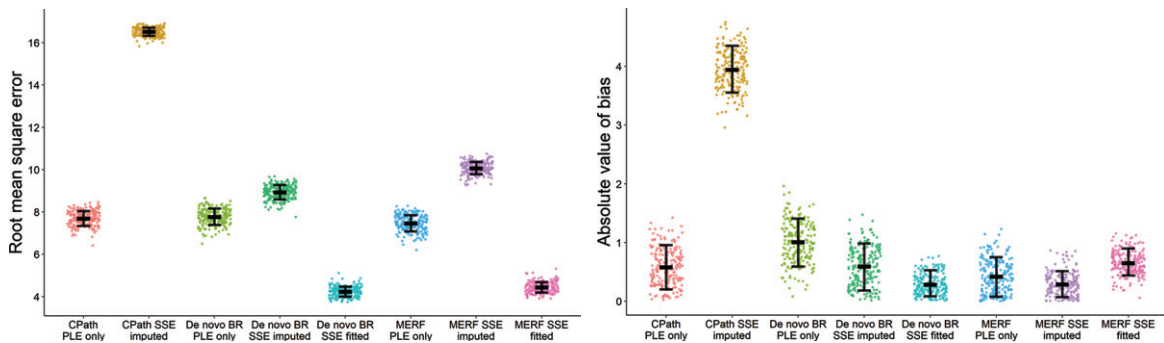 Root mean square error
16
14
12
10
8
6
4
CPath
PLE only
CPath SSE
imputed
De novo BR
PLE only
De novo BR
SSE imputed
De novo BR
SSE fitted
MERF
PLE only
MERF SSE
imputed
MERF SSE
fitted
Absolute value of bias
4
3
2
1
0
CPath
PLE only
CPath SSE
imputed
De novo BR
PLE only
De novo BR
SSE imputed
De novo BR
SSE fitted
MERF
PLE only
MERF SSE
imputed
MERF SSE
fitted